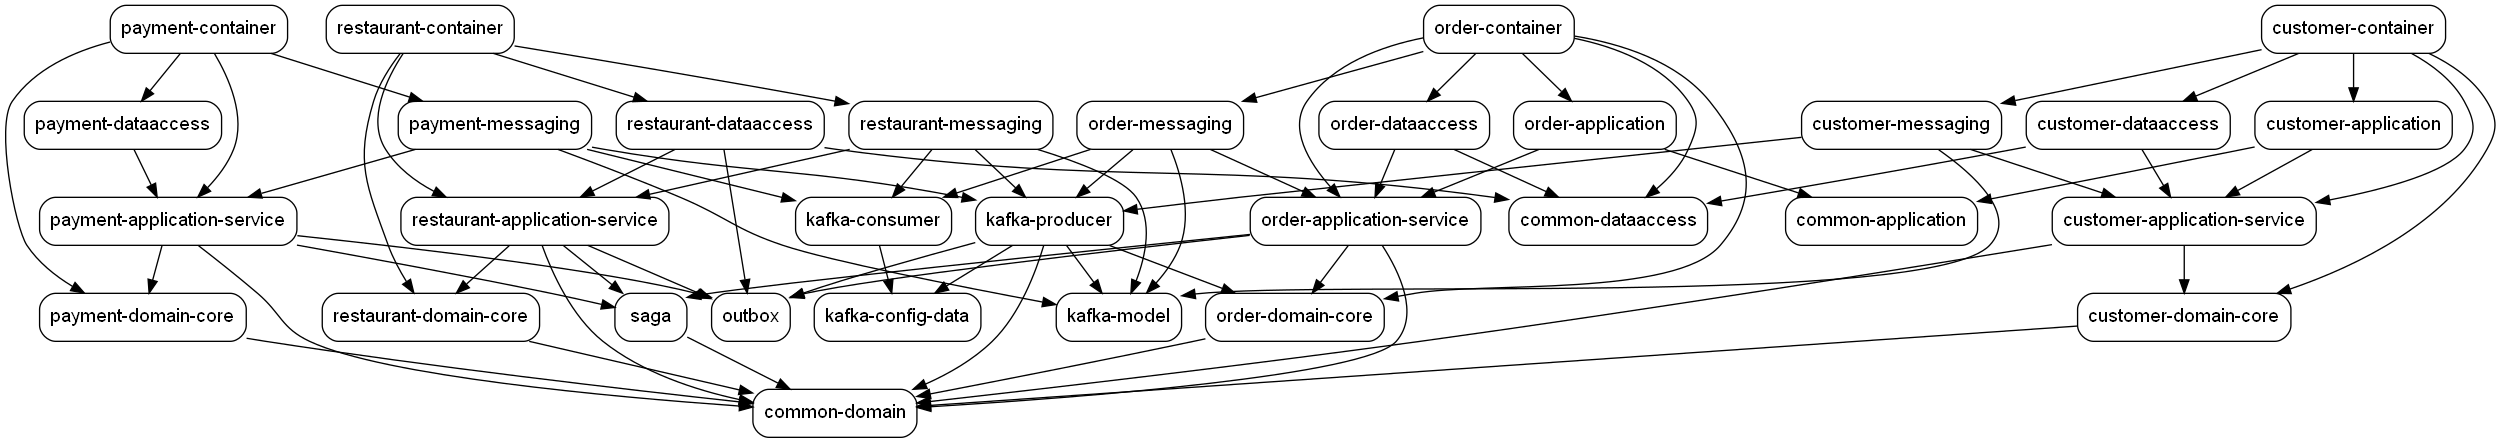 payment-container
restaurant-container
order-container
customer-container
payment-dataaccess
payment-messaging
restaurant-dataaccess
restaurant-messaging
order-messaging
order-dataaccess
order-application
customer-messaging
customer-dataaccess
customer-application
payment-application-service
restaurant-application-service
kafka-consumer
kafka-producer
order-application-service
common-dataaccess
common-application
customer-application-service
payment-domain-core
restaurant-domain-core
saga
outbox
kafka-config-data
kafka-model
order-domain-core
customer-domain-core
common-domain